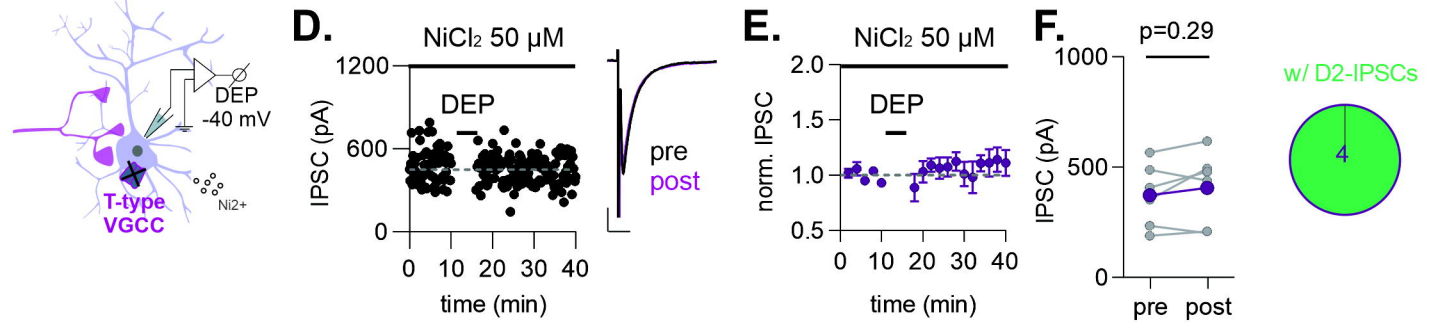 DEP
-40 mV
T-type
VGCC
Ni2+
D.
NiCl2 50 µM
1200
600
0
IPSC (pA)
DEP
0 10 20 30 40
time (min)
pre
post
E.
NiCl2 50 µM
2.0
1.5
1.0
0.5
norm. IPSC
DEP
0 10 20 30 40
time (min)
F.
p=0.29
1000
500
0
IPSC (pA)
pre post
w/ D2-IPSCs
4